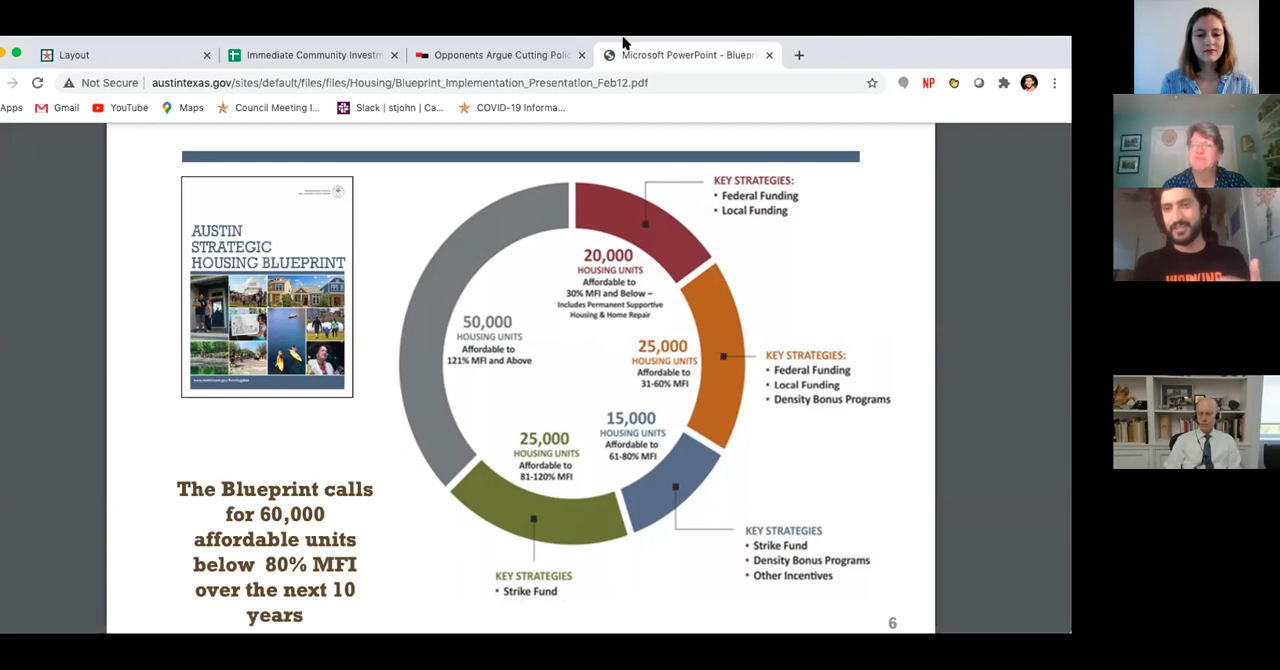 Layout
Immediate Community Investm
Opponents Argue Cutting Polic
Microsoft PowerPoint - Bluepri
Not Secure | austintexas.gov/sites/default/files/files/Housing/Blueprint_Implementation_Presentation_Feb12.pdf
NP
Apps
Gmail
YouTube
Maps
Council Meeting I...
Slack | stjohn | Ca...
COVID-19 Informa...
AUSTIN
STRATEGIC
HOUSING BLUEPRINT
The Blueprint calls
for 60,000
affordable units
below 80% MFI
over the next 10
years
KEY STRATEGIES:
• Federal Funding
• Local Funding
20,000
HOUSING UNITS
Affordable to
30% MFI and Below –
Includes Permanent Supportive
Housing & Home Repair
50,000
HOUSING UNITS
Affordable to
121% MFI and Above
25,000
HOUSING UNITS
Affordable to
31-60% MFI
KEY STRATEGIES:
• Federal Funding
• Local Funding
• Density Bonus Programs
15,000
HOUSING UNITS
Affordable to
61-80% MFI
25,000
HOUSING UNITS
Affordable to
81-120% MFI
KEY STRATEGIES
• Strike Fund
• Density Bonus Programs
• Other Incentives
KEY STRATEGIES
• Strike Fund
6
WORKING